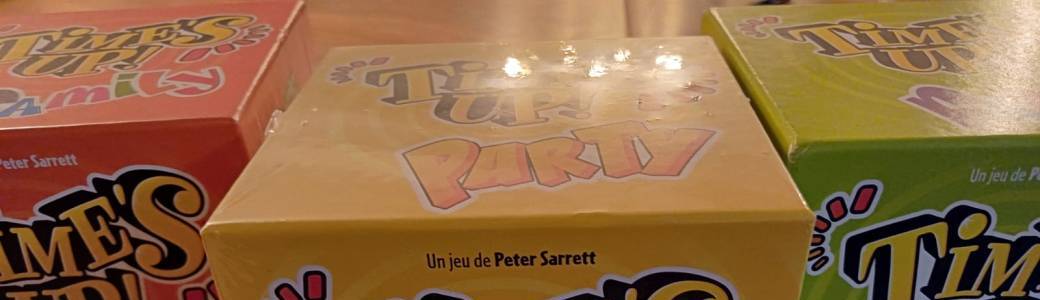 TIME'S
UP!
FAMILY
Peter Sarrett
TIME'S
UP!
TIME'S
UP!
PARTY
Un jeu de Peter Sarrett
TIME'S
UP!
Un jeu de
TIM